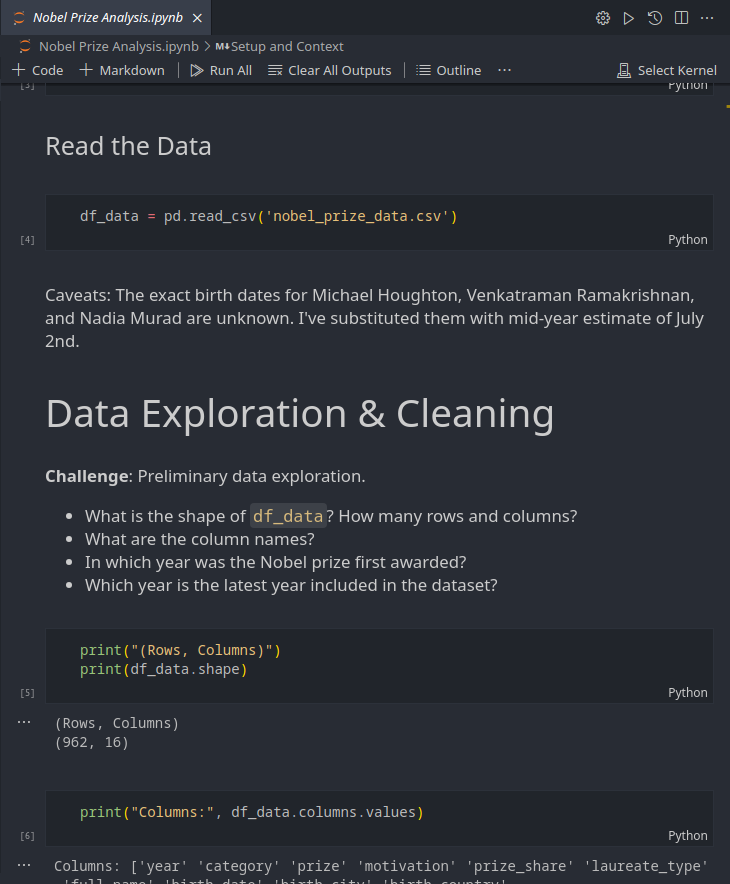 Nobel Prize Analysis.ipynb
Nobel Prize Analysis.ipynb > M↓Setup and Context
+ Code + Markdown | Run All Clear All Outputs | Outline ... Select Kernel
[3] Python
Read the Data
df_data = pd.read_csv('nobel_prize_data.csv')
[4] Python
Caveats: The exact birth dates for Michael Houghton, Venkatraman Ramakrishnan,
and Nadia Murad are unknown. I've substituted them with mid-year estimate of July
2nd.
Data Exploration & Cleaning
Challenge: Preliminary data exploration.
• What is the shape of df_data? How many rows and columns?
• What are the column names?
• In which year was the Nobel prize first awarded?
• Which year is the latest year included in the dataset?
print("(Rows, Columns)")
print(df_data.shape)
[5] Python
... (Rows, Columns)
(962, 16)
print("Columns:", df_data.columns.values)
[6] Python
... Columns: ['year' 'category' 'prize' 'motivation' 'prize_share' 'laureate_type'
'full_name' 'birth_date' 'birth_city' 'birth_country'